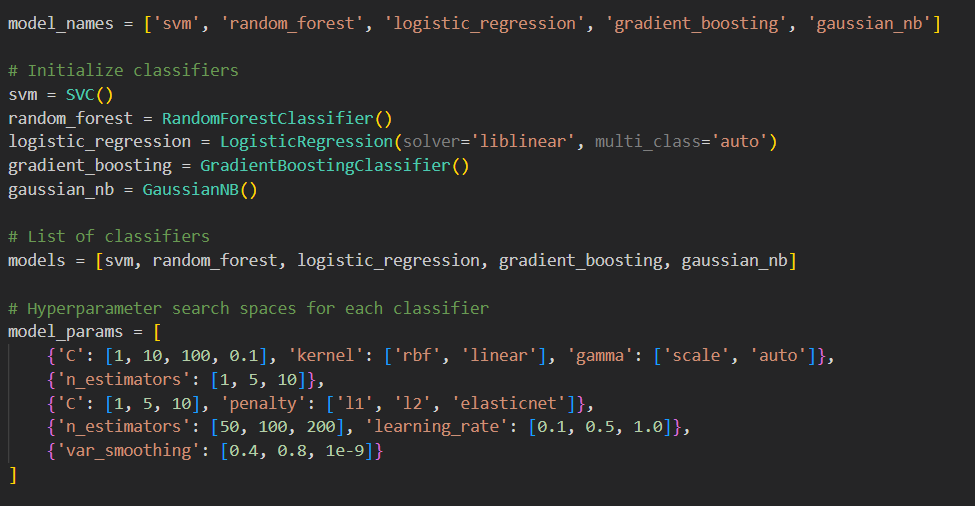 model_names = ['svm', 'random_forest', 'logistic_regression', 'gradient_boosting', 'gaussian_nb']
# Initialize classifiers
svm = SVC()
random_forest = RandomForestClassifier()
logistic_regression = LogisticRegression(solver='liblinear', multi_class='auto')
gradient_boosting = GradientBoostingClassifier()
gaussian_nb = GaussianNB()
# List of classifiers
models = [svm, random_forest, logistic_regression, gradient_boosting, gaussian_nb]
# Hyperparameter search spaces for each classifier
model_params = [
    {'C': [1, 10, 100, 0.1], 'kernel': ['rbf', 'linear'], 'gamma': ['scale', 'auto']},
    {'n_estimators': [1, 5, 10]},
    {'C': [1, 5, 10], 'penalty': ['l1', 'l2', 'elasticnet']},
    {'n_estimators': [50, 100, 200], 'learning_rate': [0.1, 0.5, 1.0]},
    {'var_smoothing': [0.4, 0.8, 1e-9]}
]